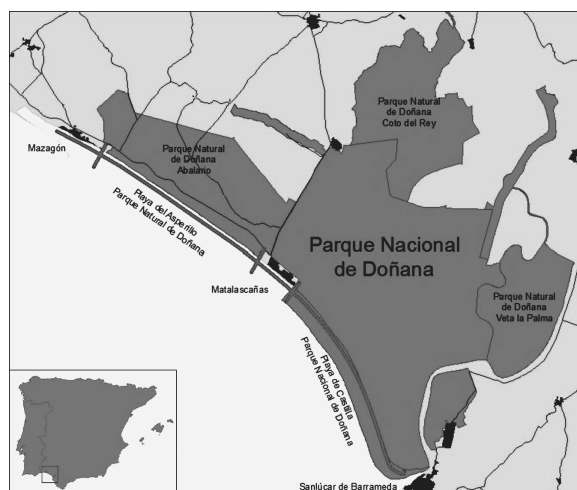 Parque Natural
de Doñana
Coto del Rey
Mazagón
Parque Natural
de Doñana
Abalario
Playa del Asperillo
Parque Natural de Doñana
Parque Nacional
de Doñana
Matalascañas
Parque Natural
de Doñana
Veta la Palma
Playa de Castilla
Parque Nacional de Doñana
Sanlúcar de Barrameda